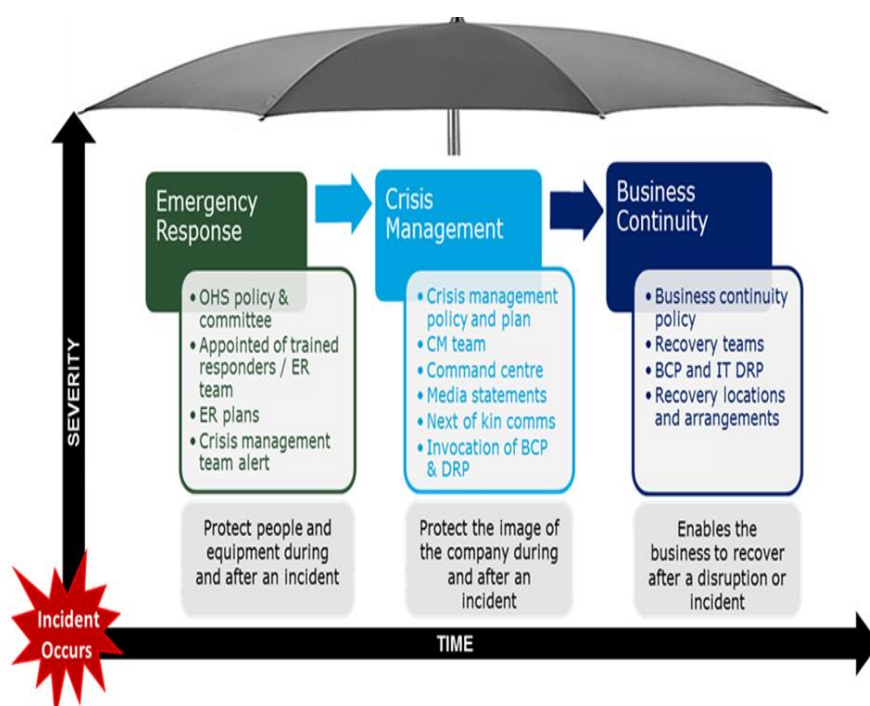 Emergency
Response
Crisis
Management
Business
Continuity
• OHS policy &
committee
• Appointed of trained
responders / ER
team
• ER plans
• Crisis management
team alert
• Crisis management
policy and plan
• CM team
• Command centre
• Media statements
• Next of kin comms
• Invocation of BCP
& DRP
• Business continuity
policy
• Recovery teams
• BCP and IT DRP
• Recovery locations
and arrangements
Protect people and
equipment during
and after an incident
Protect the image of
the company during
and after an
incident
Enables the
business to recover
after a disruption or
incident
SEVERITY
Incident
Occurs
TIME